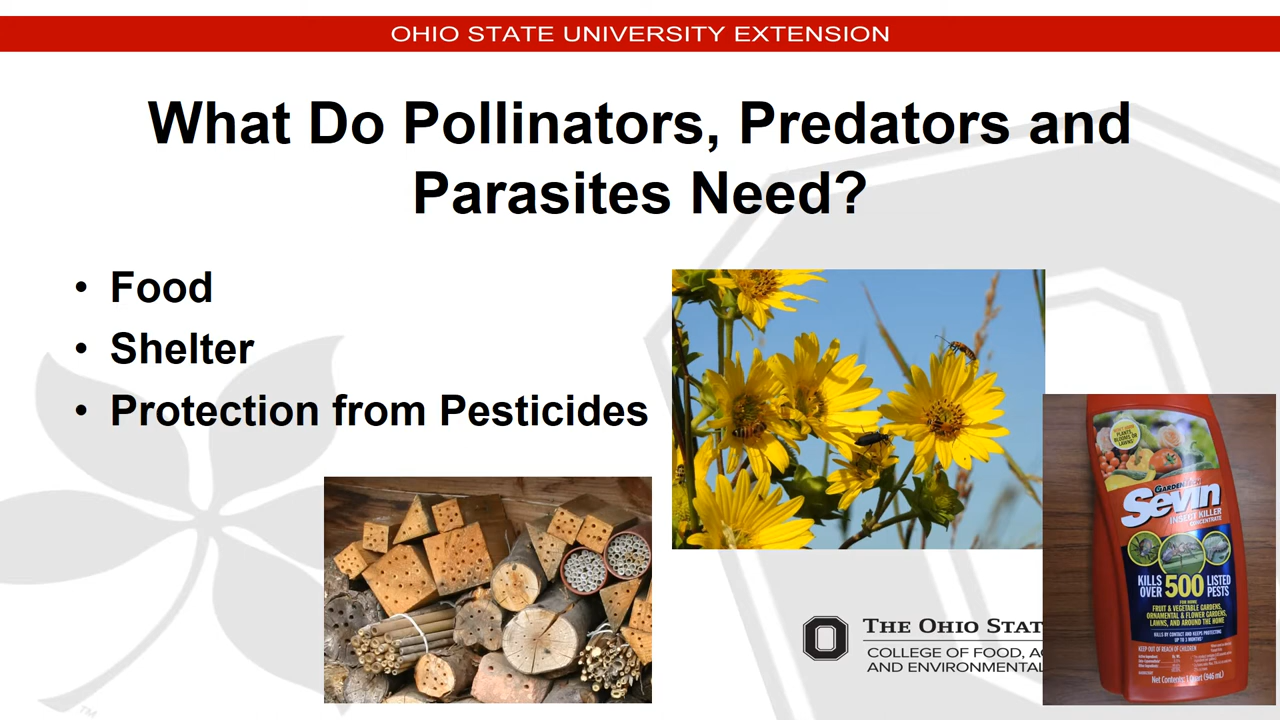 OHIO STATE UNIVERSITY EXTENSION
What Do Pollinators, Predators and
Parasites Need?
• Food
• Shelter
• Protection from Pesticides
GARDENTECH
Sevin
INSECT KILLER
CONCENTRATE
KILLS
OVER 500 LISTED
PESTS
FOR MORE
FRUIT & VEGETABLE GARDENS,
ORNAMENTAL & FLOWER GARDENS,
LAWNS, AND AROUND THE HOME
KILLS BY CONTACT AND KEEPS PROTECTING
UP TO 3 MONTHS
KEEP OUT OF REACH OF CHILDREN
Net Contents: 1 Quart (946 mL)
THE OHIO STAT
COLLEGE OF FOOD, A
AND ENVIRONMENTAL
TM